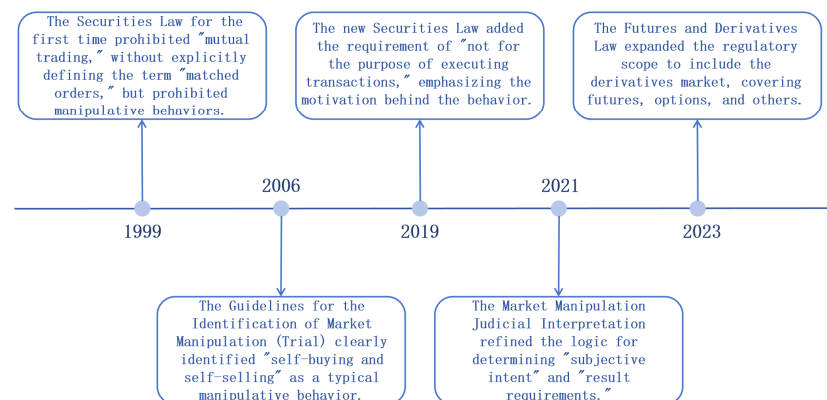 The Securities Law for the
first time prohibited "mutual
trading," without explicitly
defining the term "matched
orders," but prohibited
manipulative behaviors.
The new Securities Law added
the requirement of "not for
the purpose of executing
transactions," emphasizing the
motivation behind the behavior.
The Futures and Derivatives
Law expanded the regulatory
scope to include the
derivatives market, covering
futures, options, and others.
2006
2021
1999
2019
2023
The Guidelines for the
Identification of Market
Manipulation (Trial) clearly
identified "self-buying and
self-selling" as a typical
manipulative behavior.
The Market Manipulation
Judicial Interpretation
refined the logic for
determining "subjective
intent" and "result
requirements."